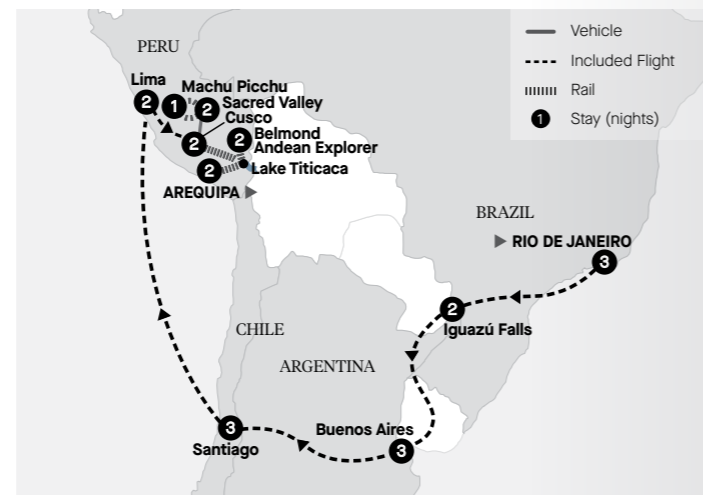 Vehicle
Included Flight
Rail
1 Stay (nights)
PERU
Lima
2
Machu Picchu
1
2 Sacred Valley
Cusco
2
2 Belmond
Andean Explorer
2
Lake Titicaca
AREQUIPA
BRAZIL
RIO DE JANEIRO
3
2
Iguazú Falls
CHILE
ARGENTINA
3
Santiago
Buenos Aires
3